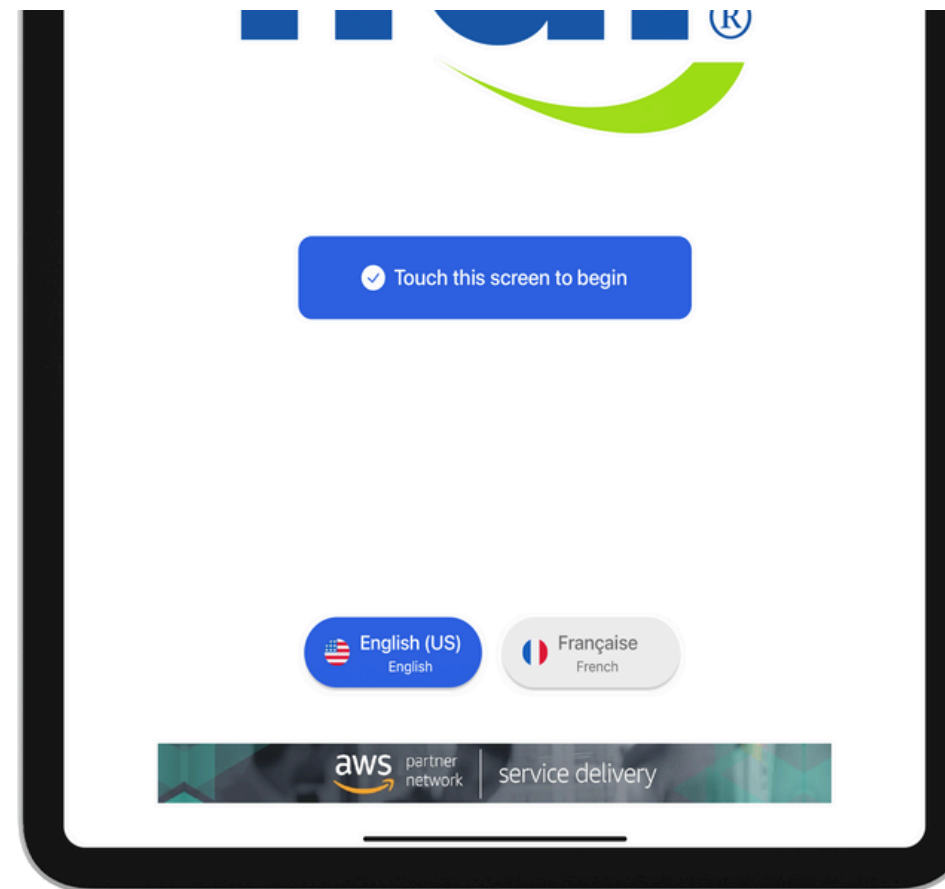 ®
Touch this screen to begin
English (US)
English
Française
French
aws partner network | service delivery